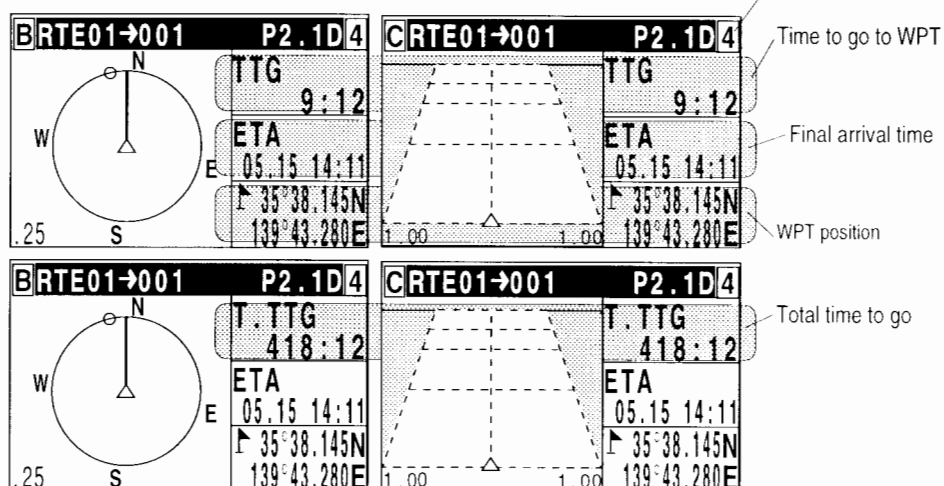 B RTE01→001 P2.1D 4
N
W
E
S
.25
TTG
9:12
ETA
05.15 14:11
35°38.145N
139°43.280E
C RTE01→001 P2.1D 4
1.00 1.00
TTG
9:12
ETA
05.15 14:11
35°38.145N
139°43.280E
Time to go to WPT
Final arrival time
WPT position
B RTE01→001 P2.1D 4
N
W
E
S
.25
T.TTG
418:12
ETA
05.15 14:11
35°38.145N
139°43.280E
C RTE01→001 P2.1D 4
1.00 1.00
T.TTG
418:12
ETA
05.15 14:11
35°38.145N
139°43.280E
Total time to go